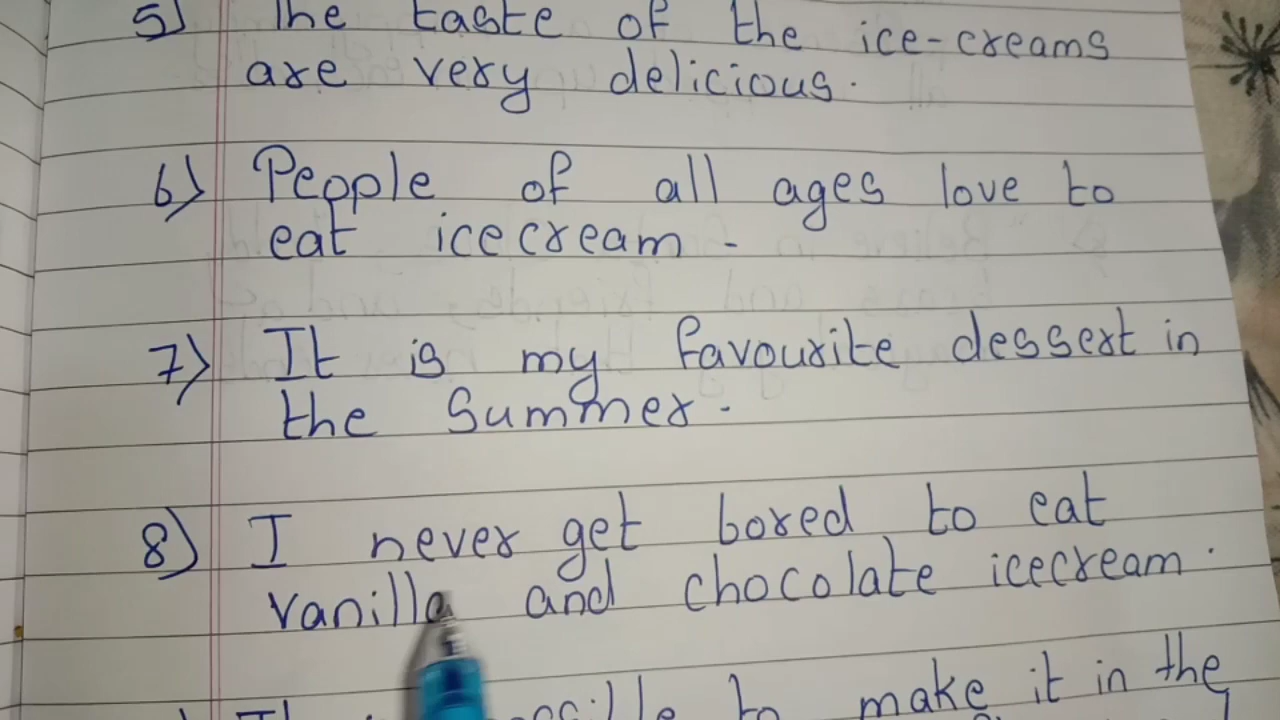 5) The taste of the ice-creams
are very delicious.
6) People of all ages love to
eat icecream.
7) It is my favourite dessert in
the Summer.
8) I never get bored to eat
vanilla and chocolate icecream.
to make it in the